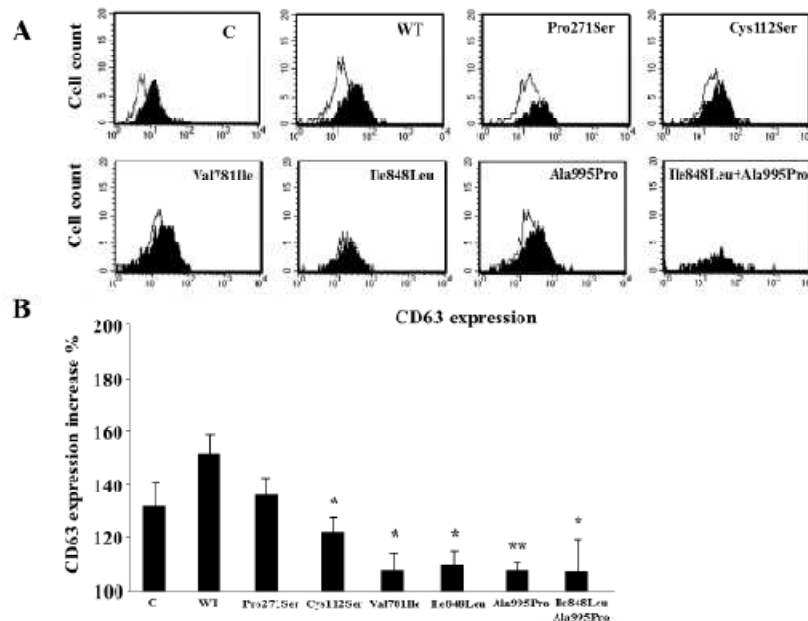 A
C
WT
Pro271Ser
Cys112Ser
Cell count
Val781Ile
Ile848Leu
Ala995Pro
Ile848Leu+Ala995Pro
Cell count
B
CD63 expression
CD63 expression increase %
200
180
160
140
120
100
*
*
*
**
*
C
WT
Pro271Ser
Cys112Ser
Val781Ile
Ile848Leu
Ala995Pro
Ile848Leu
Ala995Pro